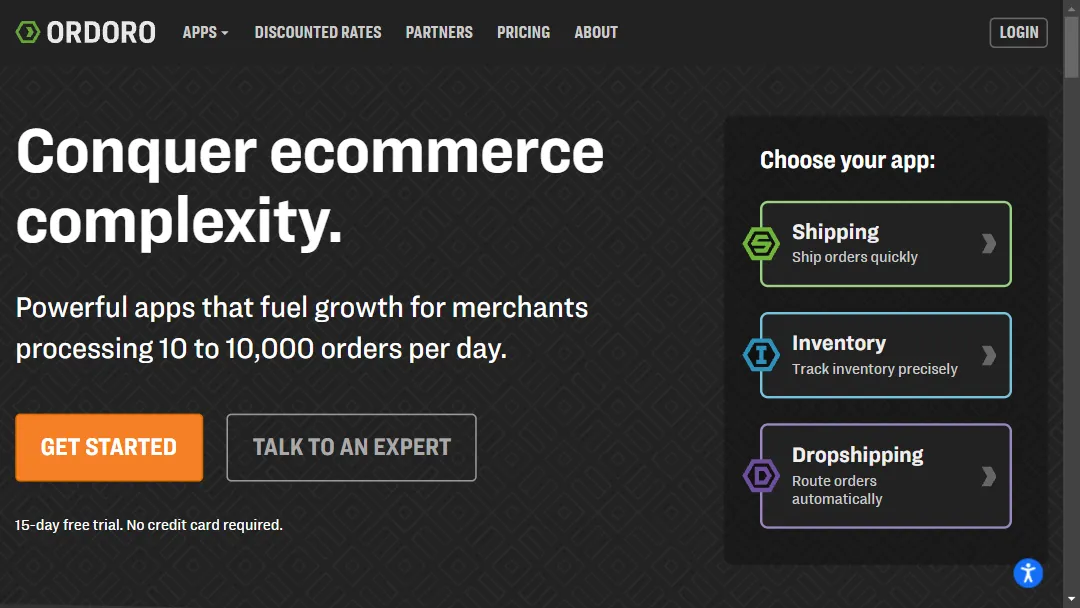 ORDORO
APPS
DISCOUNTED RATES
PARTNERS
PRICING
ABOUT
LOGIN
Conquer ecommerce
complexity.
Powerful apps that fuel growth for merchants
processing 10 to 10,000 orders per day.
GET STARTED
TALK TO AN EXPERT
15-day free trial. No credit card required.
Choose your app:
S
Shipping
Ship orders quickly
I
Inventory
Track inventory precisely
D
Dropshipping
Route orders
automatically